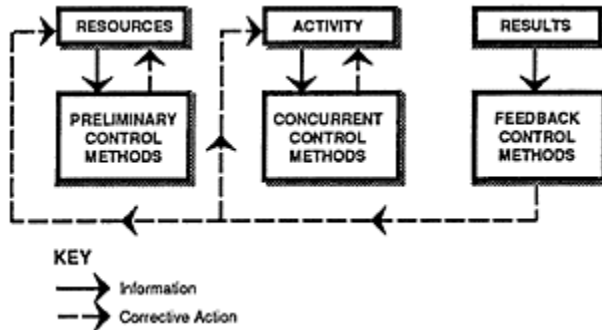 RESOURCES
ACTIVITY
RESULTS
PRELIMINARY
CONTROL
METHODS
CONCURRENT
CONTROL
METHODS
FEEDBACK
CONTROL
METHODS
KEY
Information
Corrective Action